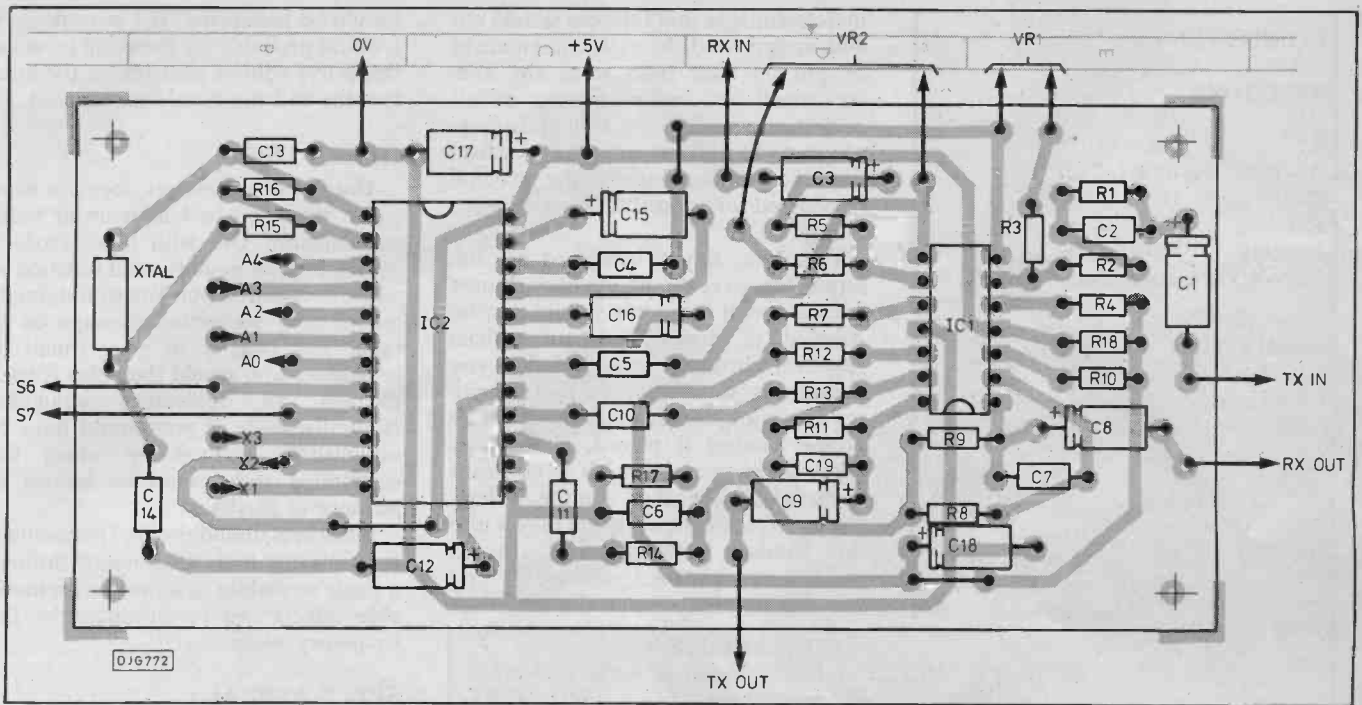 0V +5V RX IN VR2 VR1
C13 C17 C3 R1
R16 C15 R5 R3 C2
R15 C4 R6 R2 C1
XTAL A4
A3 C16 R7 R4
A2 IC2 IC1
A1 C5 R12 R18
A0
S6 R13 R10 TX IN
S7 C10
X3 R11 R9 C8
X2 R17 C19 C7 RX OUT
X1
C14 C11 C6 C9 R8
C12 R14 C18
DJG772
TX OUT
+
+
+
+
+
+
+
+
+